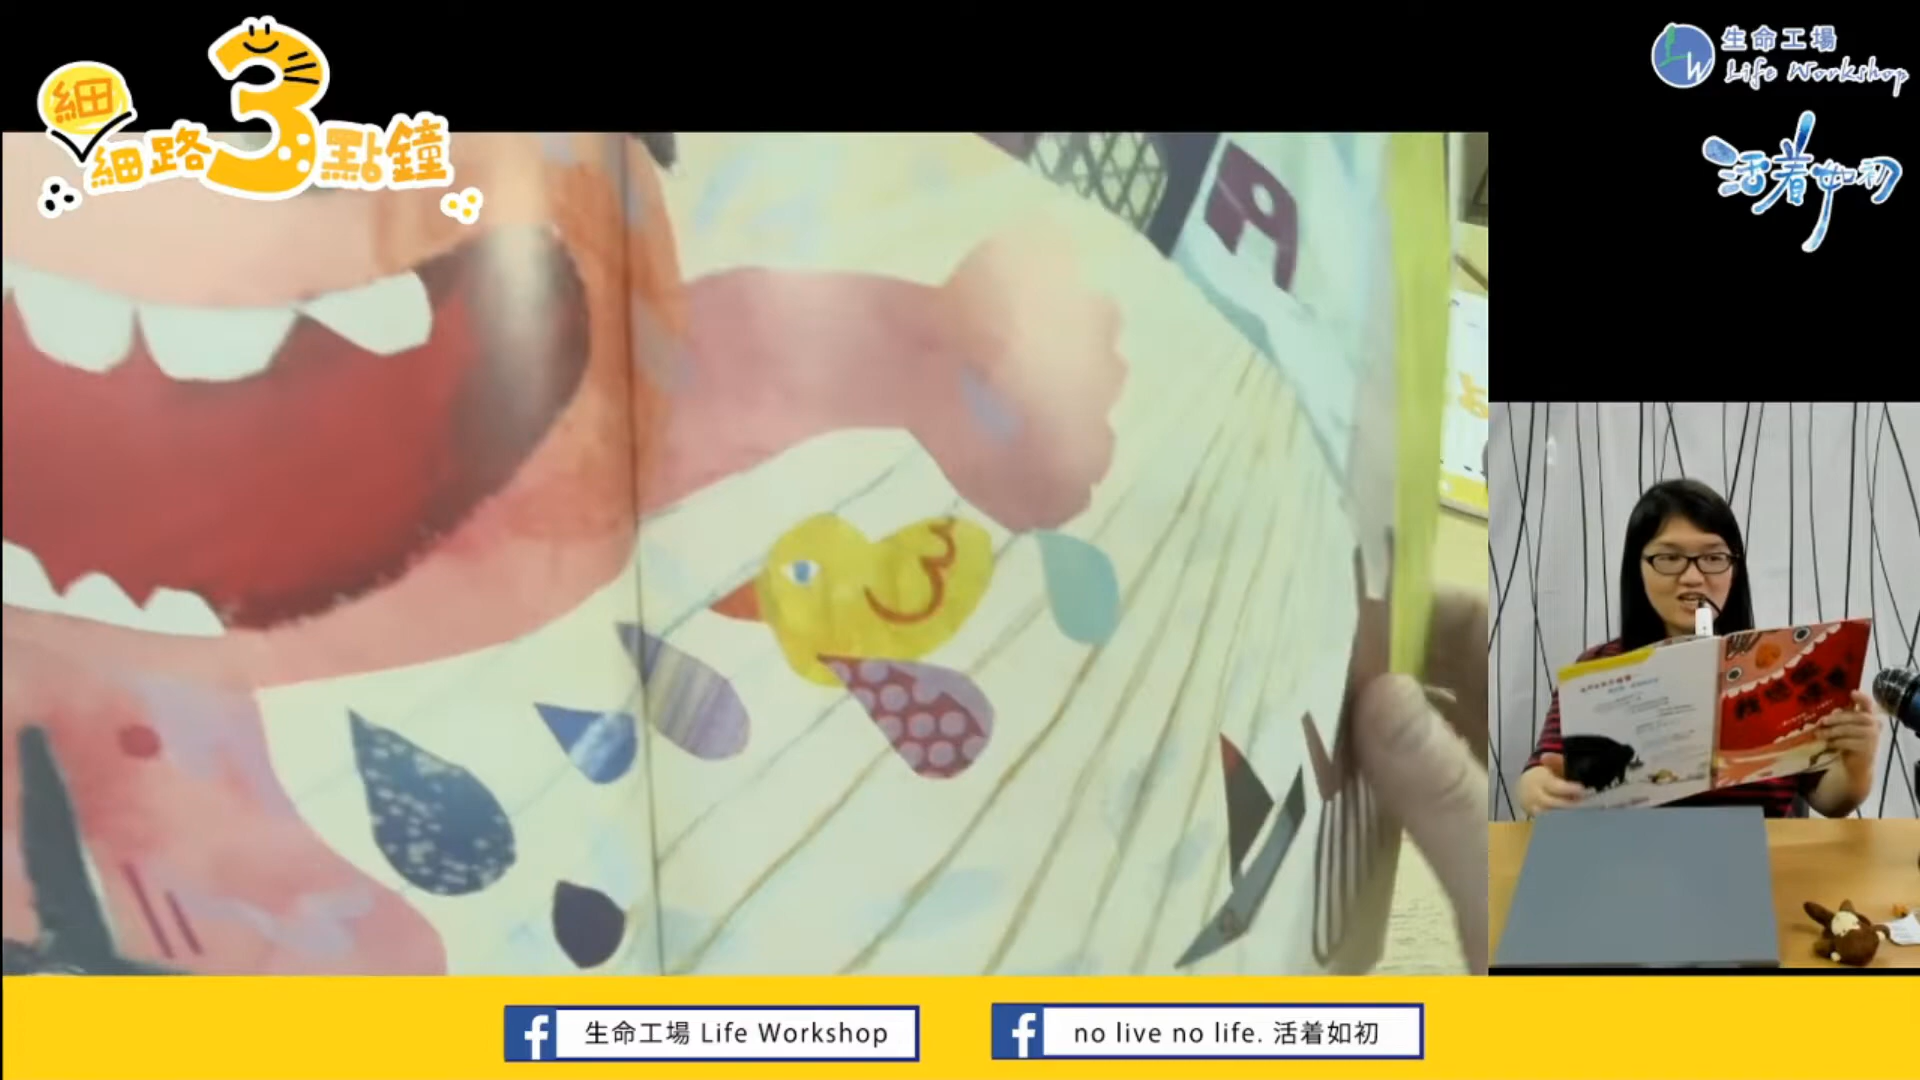 細
細路3點鐘
生命工場
Life Workshop
活着如初
生命工場 Life Workshop
no live no life. 活着如初